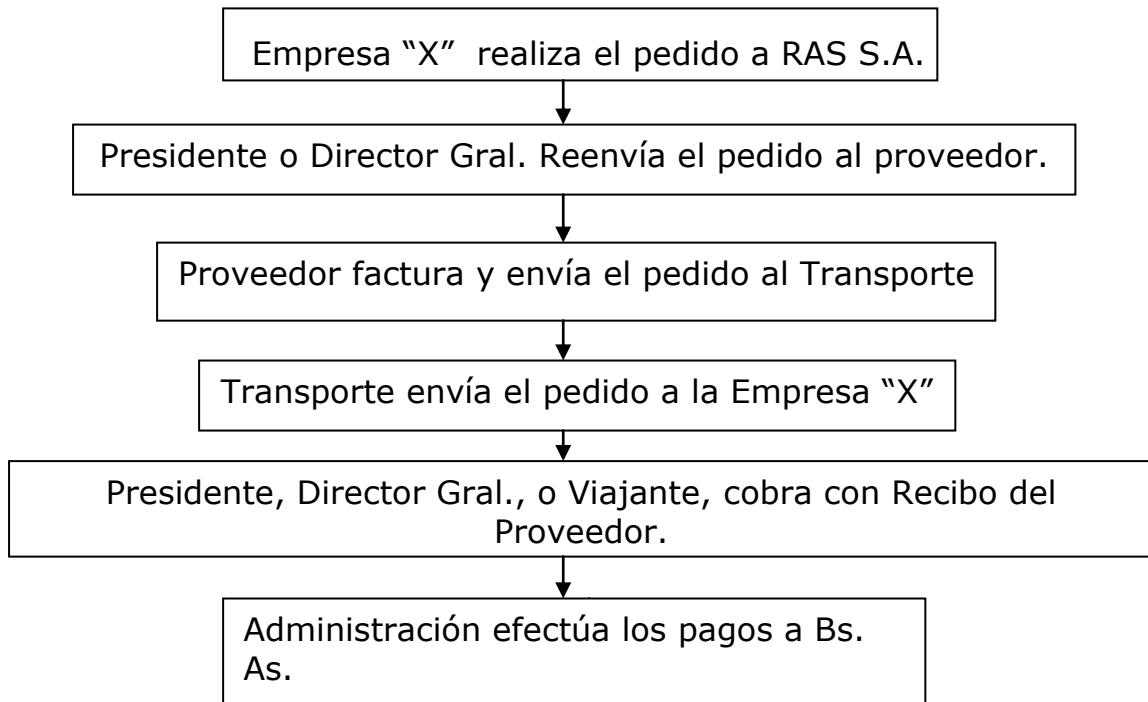 Empresa “X” realiza el pedido a RAS S.A.
Presidente o Director Gral. Reenvía el pedido al proveedor.
Proveedor factura y envía el pedido al Transporte
Transporte envía el pedido a la Empresa “X”
Presidente, Director Gral., o Viajante, cobra con Recibo del
Proveedor.
Administración efectúa los pagos a Bs.
As.